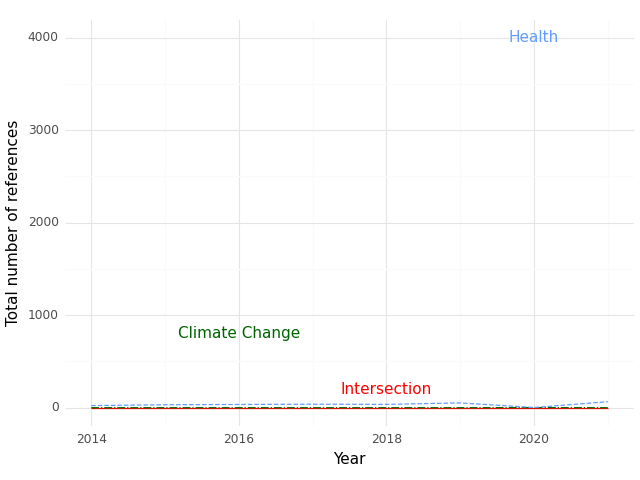 Total number of references
4000
3000
2000
1000
0
Health
Climate Change
Intersection
2014
2016
2018
2020
Year